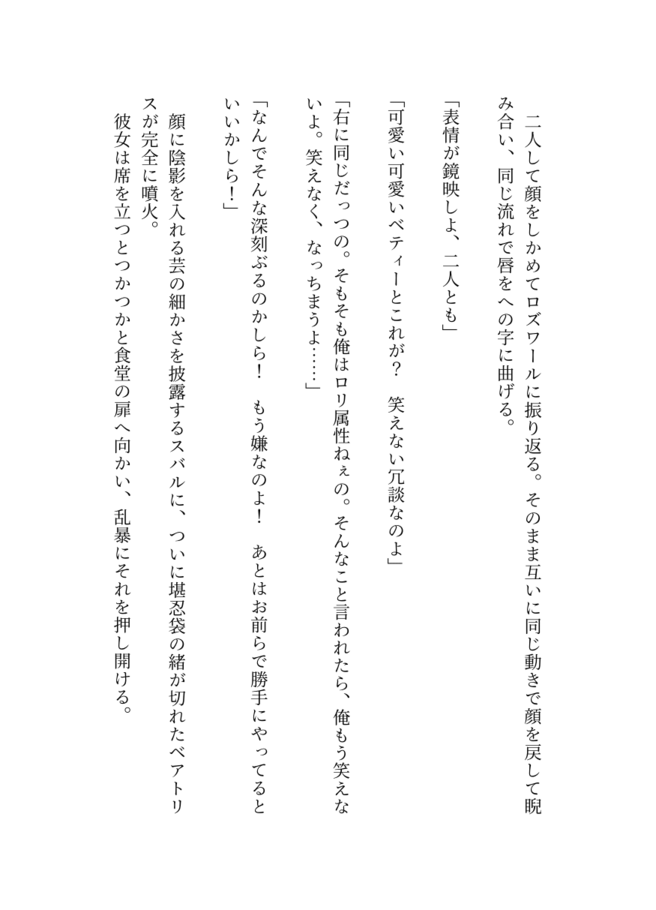 二人して顔をしかめてロズワールに振り返る。そのまま互いに同じ動きで顔を戻して睨
み合い、同じ流れで唇をへの字に曲げる。
「表情が鏡映しよ、二人とも」
「可愛い可愛いベティーとこれが？　笑えない冗談なのよ」
「右に同じだっつの。そもそも俺はロリ属性ねぇの。そんなこと言われたら、俺もう笑えな
いよ。笑えなく、なっちまうよ……」
「なんでそんな深刻ぶるのかしら！　もう嫌なのよ！　あとはお前らで勝手にやってると
いいかしら！」
　顔に陰影を入れる芸の細かさを披露するスバルに、ついに堪忍袋の緒が切れたベアトリ
スが完全に噴火。
　彼女は席を立つとつかつかと食堂の扉へ向かい、乱暴にそれを押し開ける。